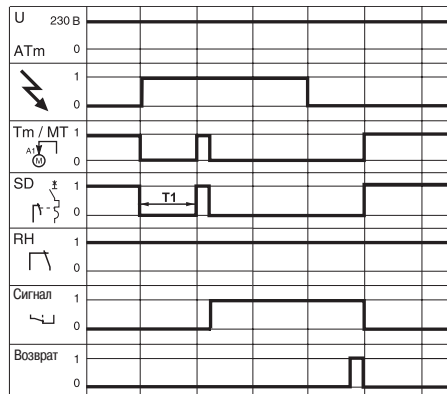 U 230 В
ATm 0
1
0
Tm / MT 1
A1
M 0
SD 1
T1
0
RH 1
0
Сигнал 1
0
Возврат 1
0